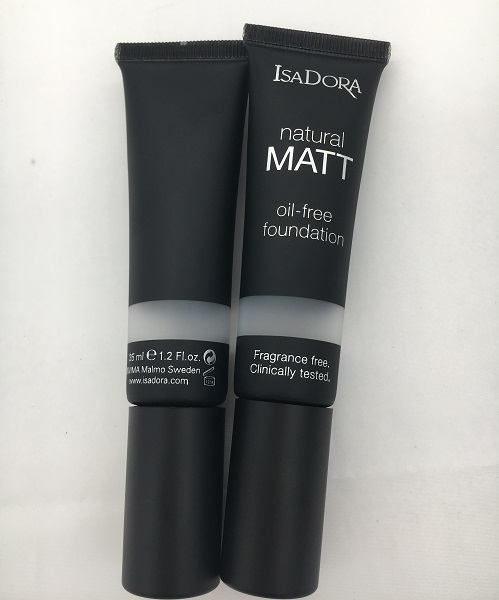 ISADORA
natural
MATT
oil-free
foundation
Fragrance free.
Clinically tested.
35 ml ℮ 1.2 Fl.oz.
Malmo Sweden
www.isadora.com